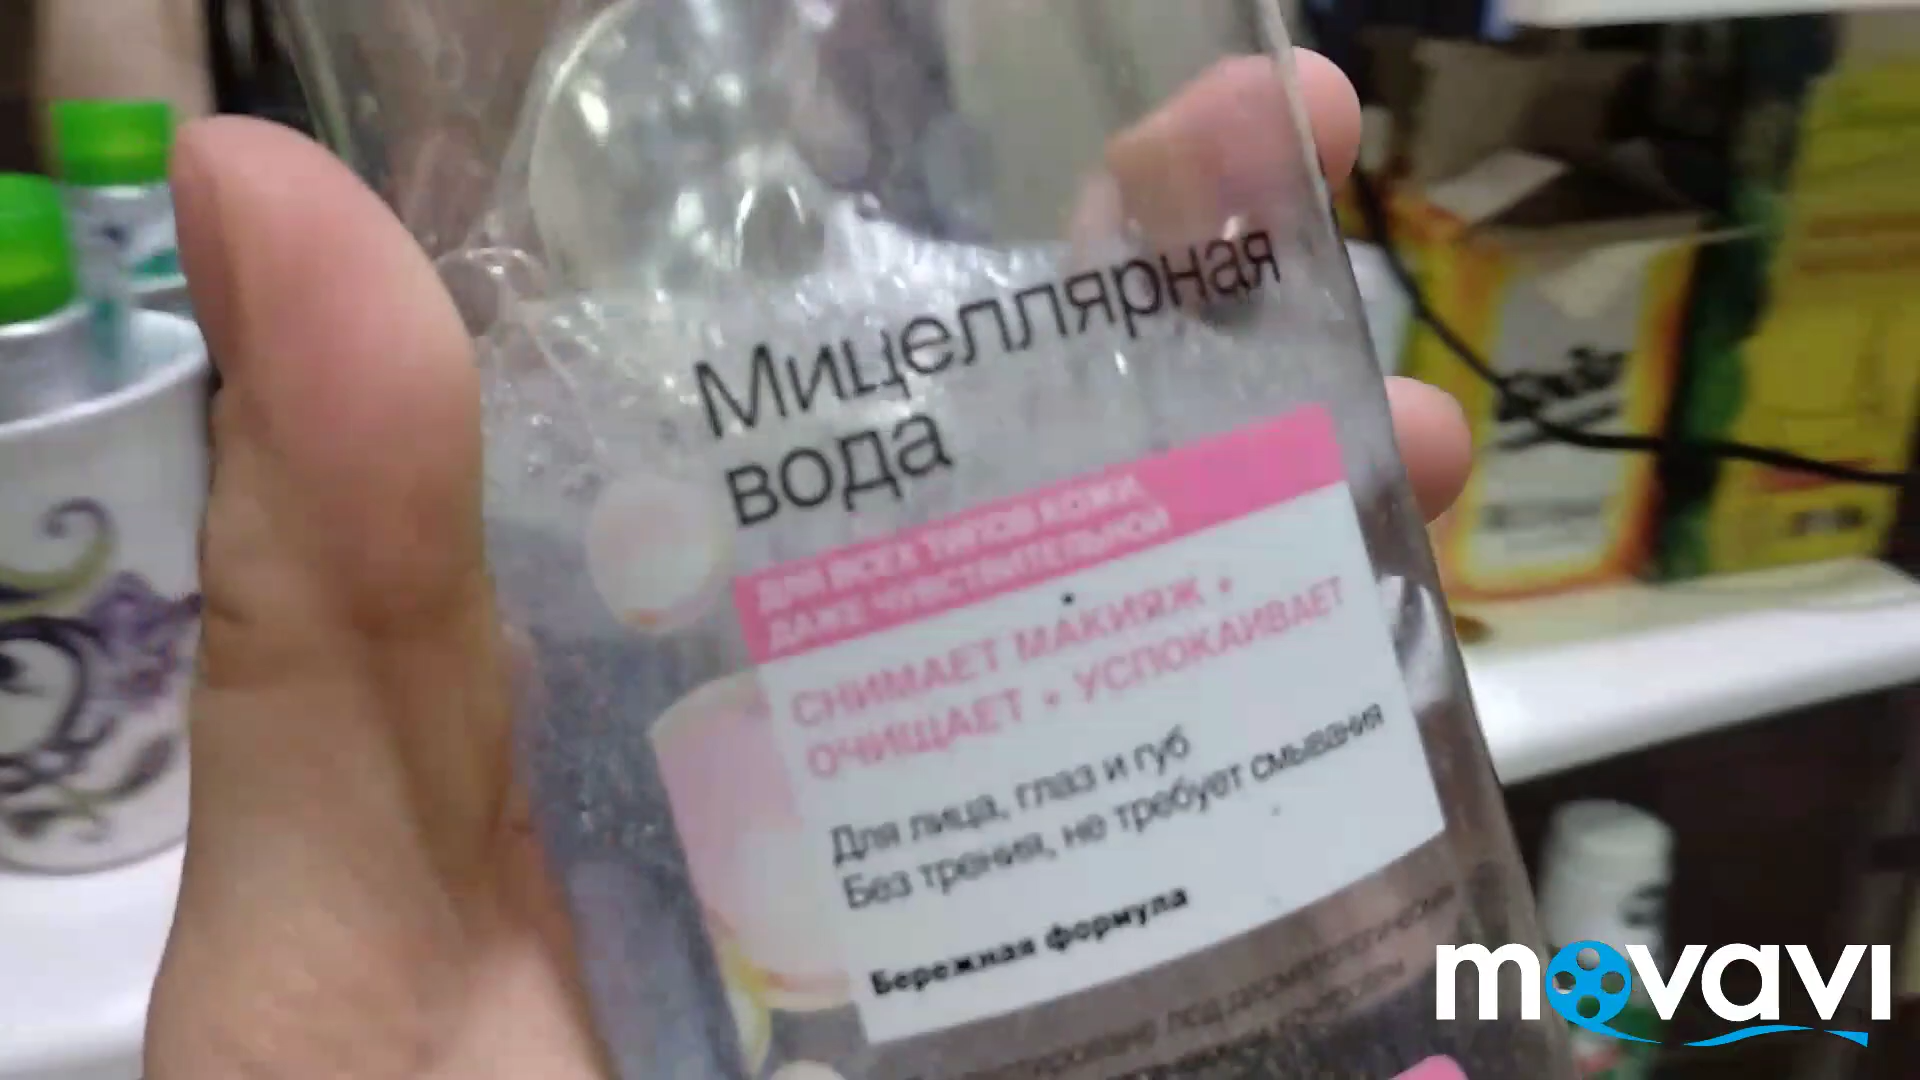 Мицеллярная
вода
ДЛЯ ВСЕХ ТИПОВ КОЖИ
ДАЖЕ ЧУВСТВИТЕЛЬНОЙ
СНИМАЕТ МАКИЯЖ •
ОЧИЩАЕТ • УСПОКАИВАЕТ
Для лица, глаз и губ
Без трения, не требует смывания
Бережная формула
movavi